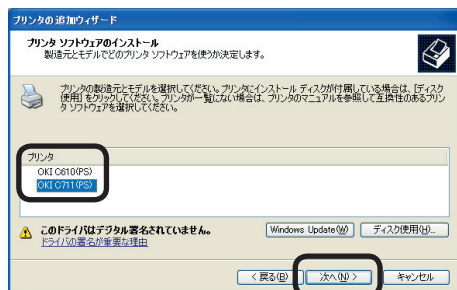 プリンタの追加ウィザード
プリンタ ソフトウェアのインストール
製造元とモデルでどのプリンタ ソフトウェアを使うか決定します。
プリンタの製造元とモデルを選択してください。プリンタにインストール ディスクが付属している場合は、[ディスク
使用] をクリックしてください。プリンタが一覧にない場合は、プリンタのマニュアルを参照して互換性のあるプリン
タ ソフトウェアを選択してください。
プリンタ
OKI C610(PS)
OKI C711(PS)
このドライバはデジタル署名されていません。
ドライバの署名が重要な理由
Windows Update(W)
ディスク使用(H)...
< 戻る(B)
次へ(N) >
キャンセル